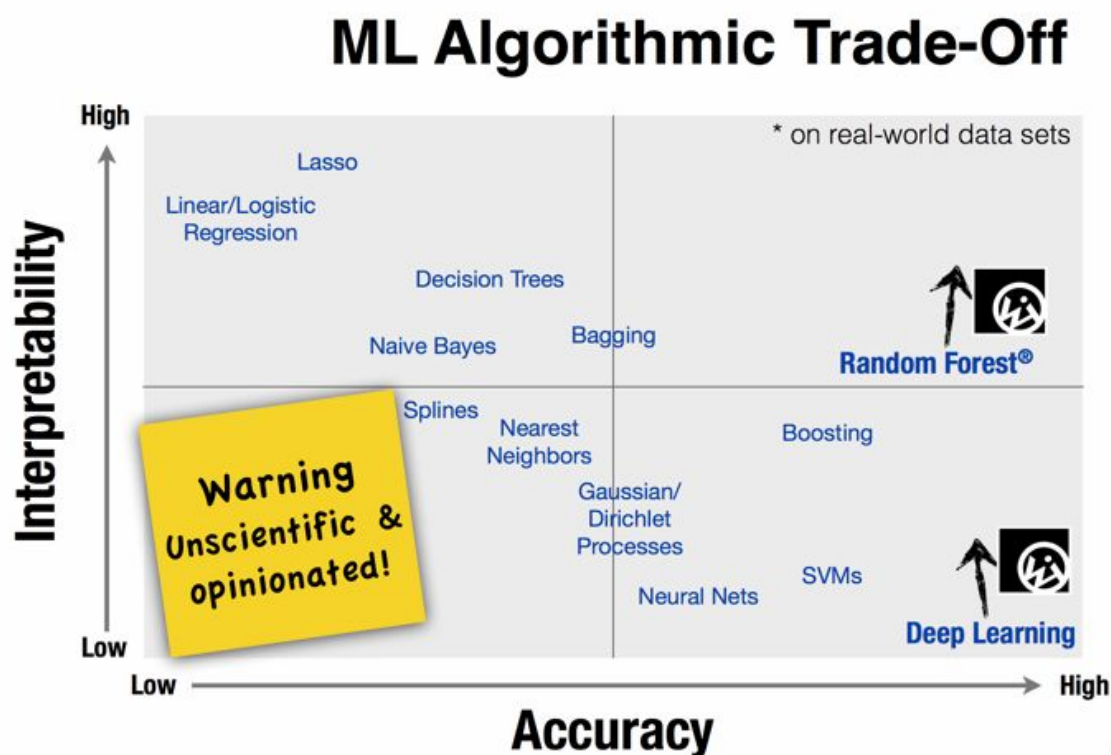 ML Algorithmic Trade-Off
High
* on real-world data sets
Lasso
Linear/Logistic
Regression
Decision Trees
Naive Bayes
Bagging
Random Forest®
Interpretability
Splines
Nearest
Neighbors
Boosting
Warning
Unscientific &
opinionated!
Gaussian/
Dirichlet
Processes
SVMs
Neural Nets
Deep Learning
Low
Low
High
Accuracy